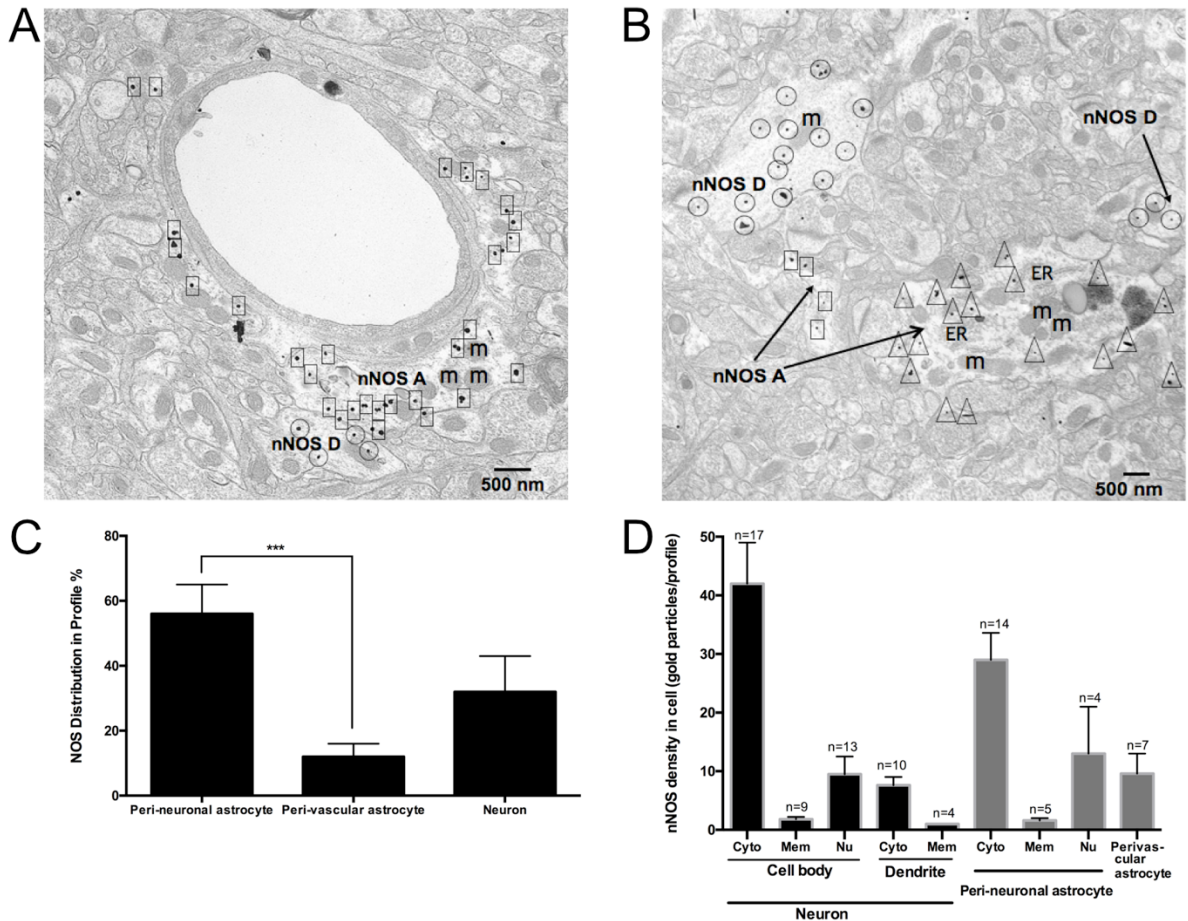 A
nNOS A
m
m
m
nNOS D
500 nm
B
m
nNOS D
nNOS D
ER
m
m
ER
m
nNOS A
500 nm
C
NOS Distribution in Profile %
80
60
40
20
0
***
Peri-neuronal astrocyte
Peri-vascular astrocyte
Neuron
D
nNOS density in cell (gold particles/profile)
50
40
30
20
10
0
n=17
n=9
n=13
n=10
n=4
n=14
n=5
n=4
n=7
Cyto
Mem
Nu
Cyto
Mem
Cyto
Mem
Nu
Perivas-
cular
astrocyte
Cell body
Dendrite
Peri-neuronal astrocyte
Neuron